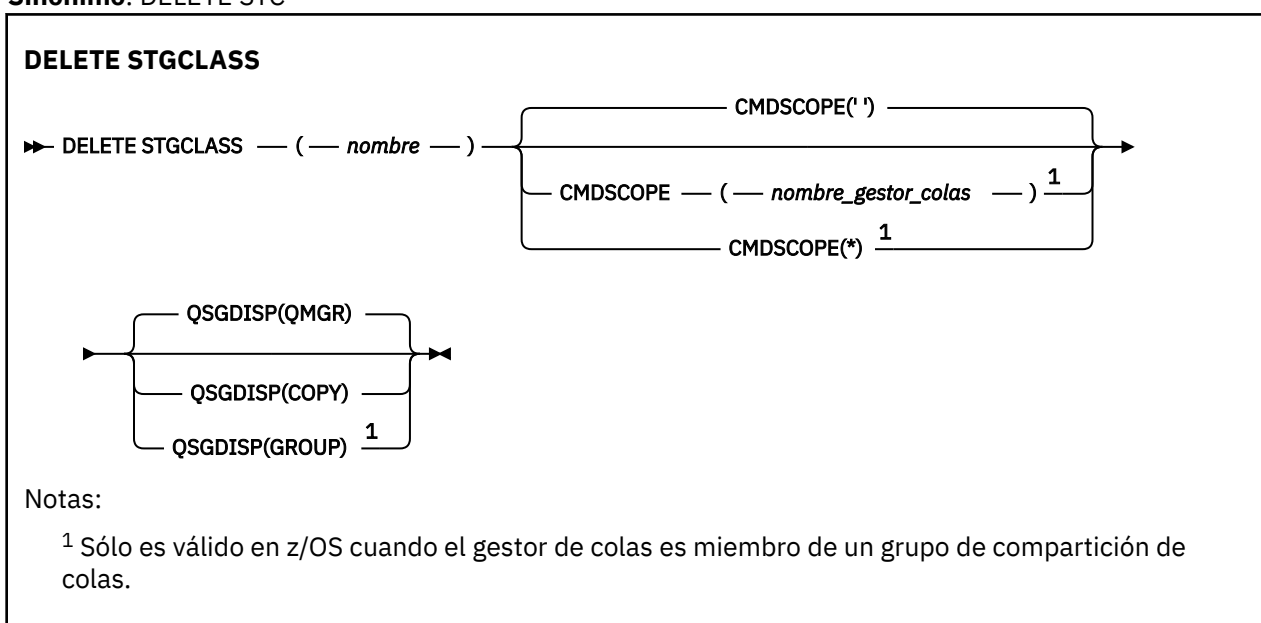 Sinónimo: DELETE STC
DELETE STGCLASS
CMDSCOPE(' ')
DELETE STGCLASS ( nombre )
CMDSCOPE ( nombre_gestor_colas ) 1
CMDSCOPE(*) 1
QSGDISP(QMGR)
QSGDISP(COPY)
QSGDISP(GROUP) 1
Notas:
1 Sólo es válido en z/OS cuando el gestor de colas es miembro de un grupo de compartición de
colas.